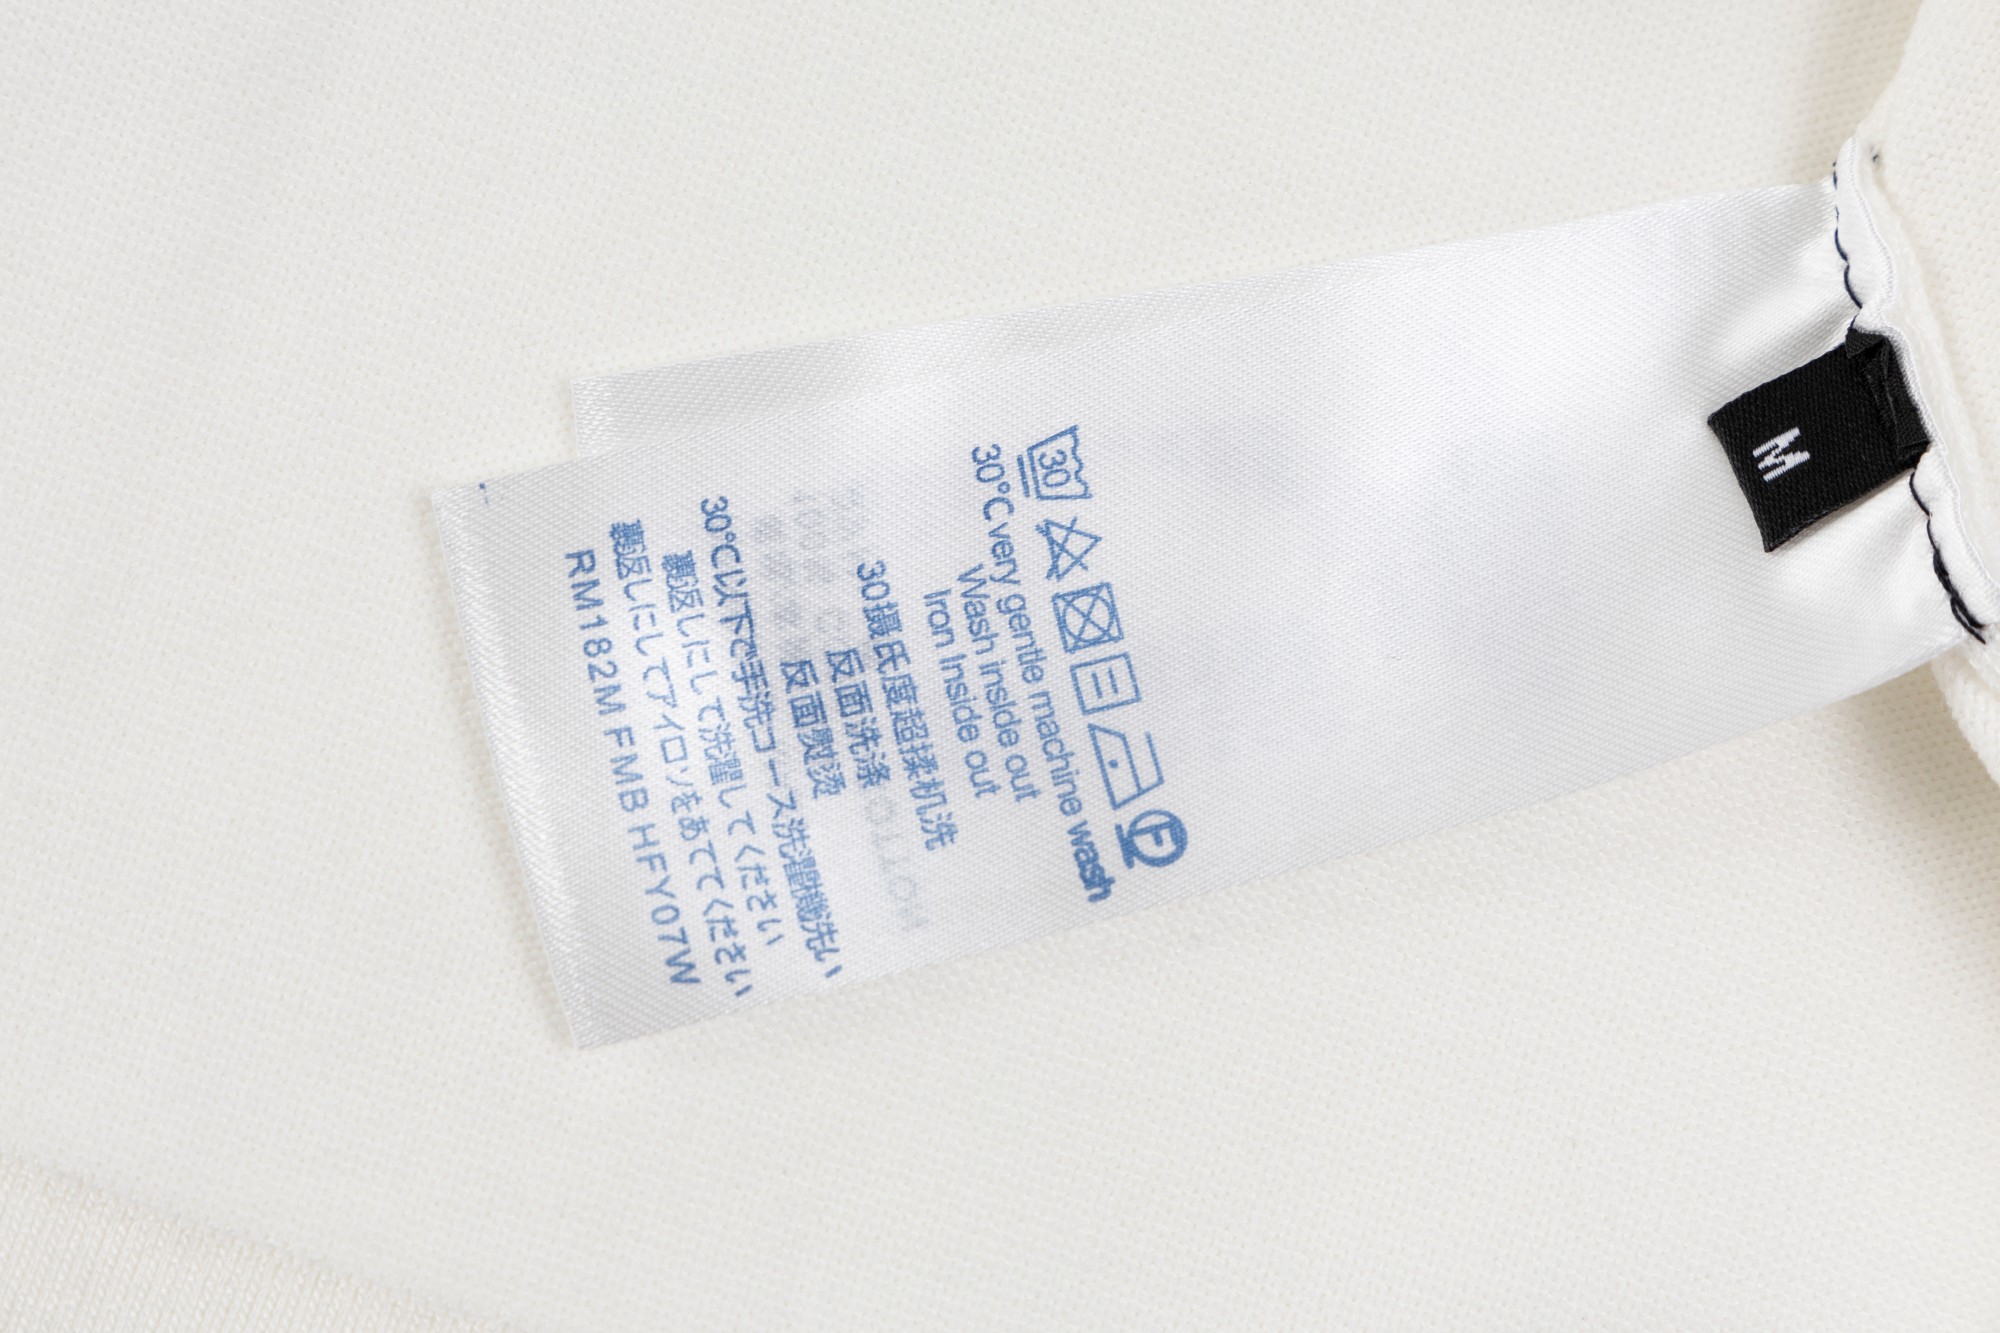 M
30
30°C very gentle machine wash
Wash inside out
Iron Inside out
30摄氏度超揉机洗
反面洗涤
反面熨烫
30℃以下で手洗コース洗濯機洗い
裏返しにして洗濯してください
裏返しにしてアイロンをあててください
RM182M FMB HFY07W